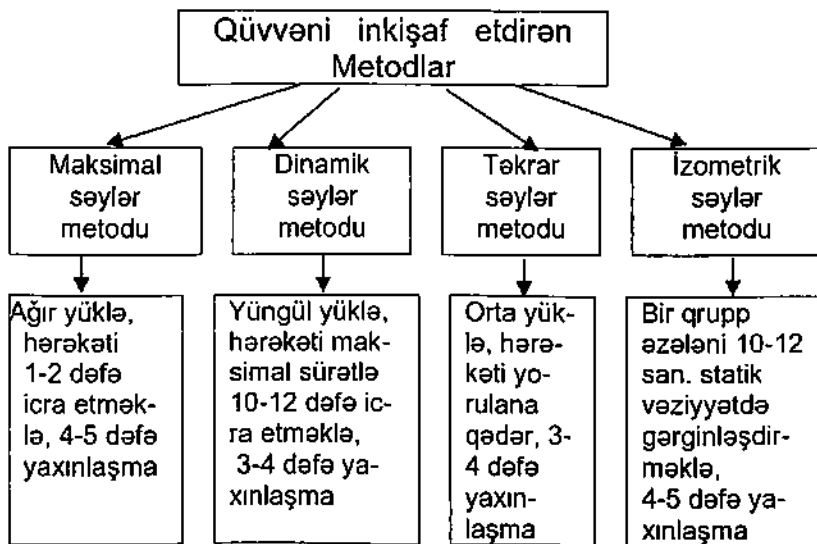 Qüvvəni inkişaf etdirən
Metodlar
Maksimal
səylər
metodu
Dinamik
səylər
metodu
Təkrar
səylər
metodu
İzometrik
səylər
metodu
Ağır yüklə,
hərəkəti
1-2 dəfə
icra etmək-
lə, 4-5 dəfə
yaxınlaşma
Yüngül yüklə,
hərəkəti mak-
simal sürətlə
10-12 dəfə ic-
ra etməklə,
3-4 dəfə ya-
xınlaşma
Orta yük-
lə, hərə-
kəti yo-
rulana
qədər, 3-
4 dəfə
yaxın-
laşma
Bir qrupp
əzələni 10-12
san. statik
vəziyyətdə
gərginləşdir-
məklə,
4-5 dəfə ya-
xınlaşma